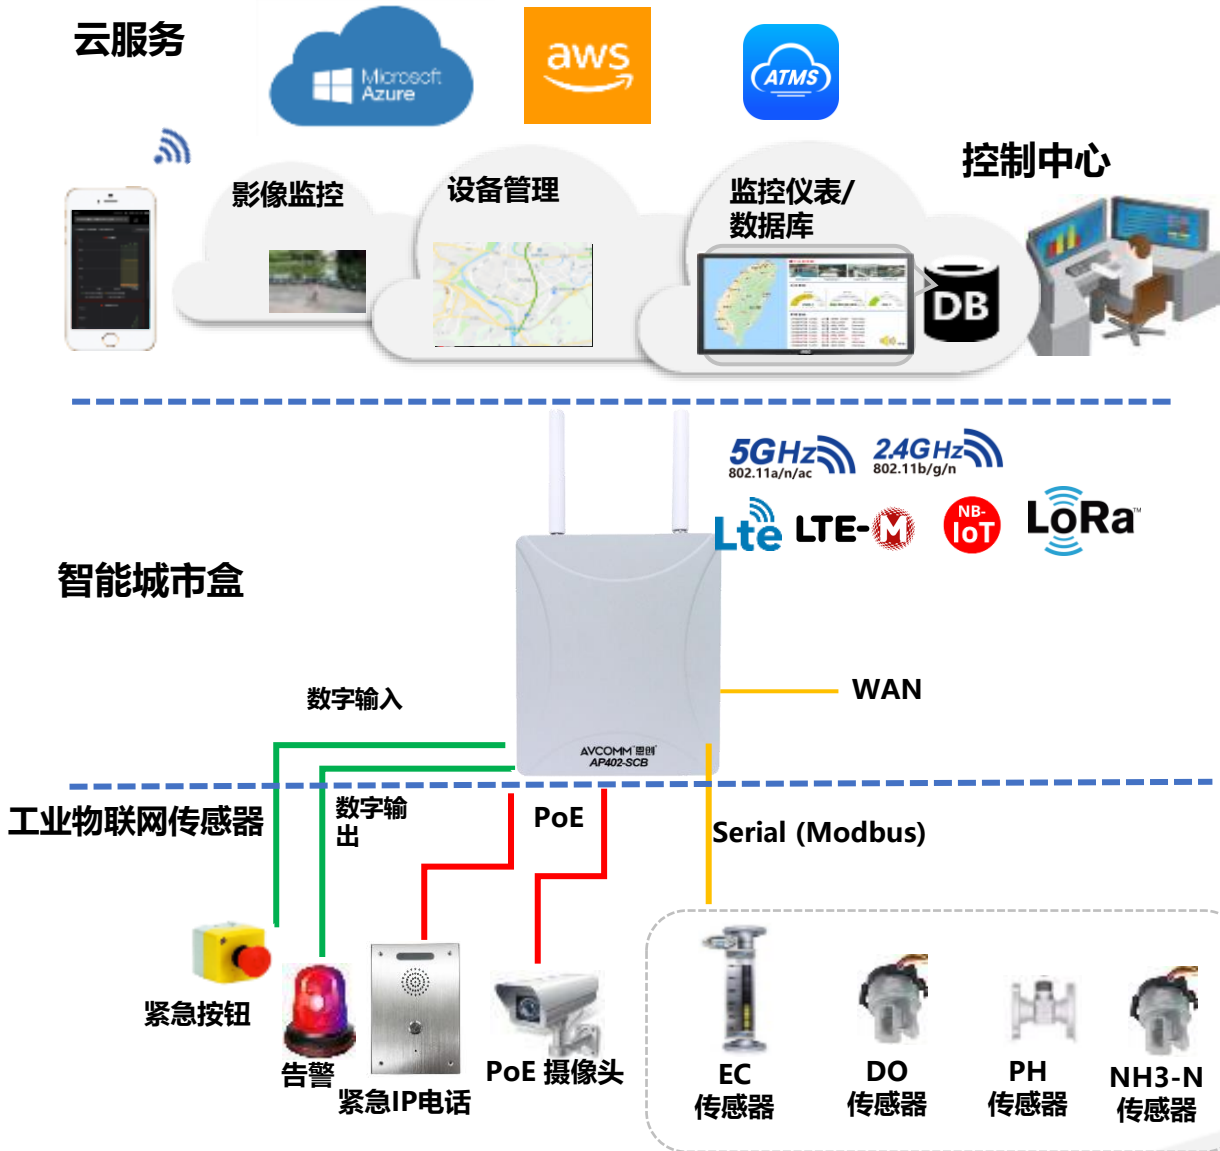 云服务
Microsoft
Azure
aws
ATMS
控制中心
影像监控
设备管理
监控仪表/
数据库
DB
5GHz
802.11a/n/ac
2.4GHz
802.11b/g/n
Lte
LTE-M
NB-
IoT
LoRa™
智能城市盒
数字输入
WAN
AVCOMM 恩创
AP402-SCB
工业物联网传感器
数字输
出
PoE
Serial (Modbus)
紧急按钮
告警
紧急IP电话
PoE 摄像头
EC
传感器
DO
传感器
PH
传感器
NH3-N
传感器